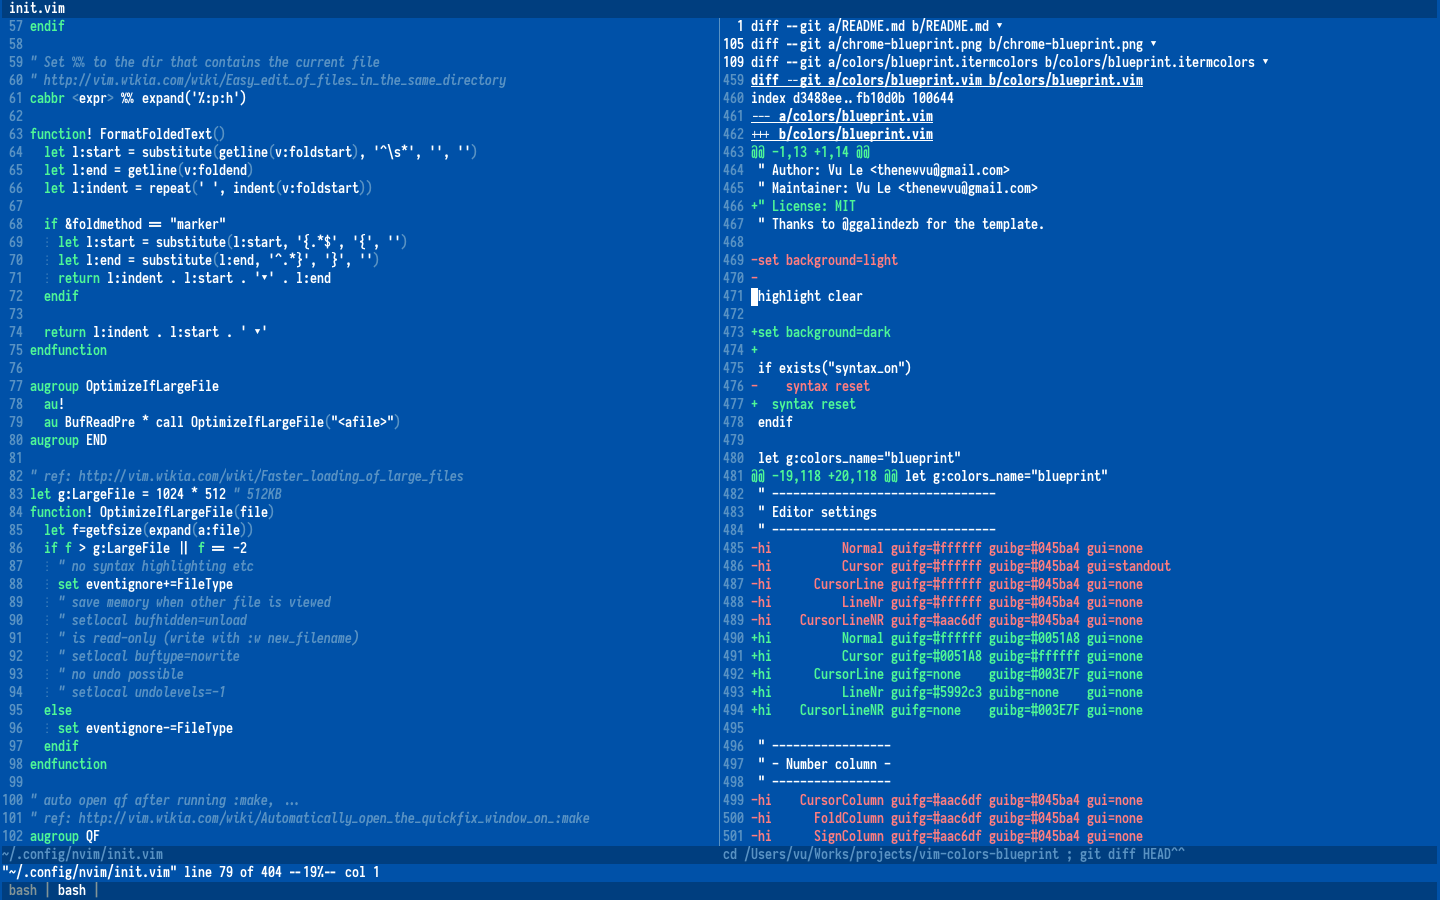 init.vim
57 endif
58
59 " Set %% to the dir that contains the current file
60 " http://vim.wikia.com/wiki/Easy_edit_of_files_in_the_same_directory
61 cabbr <expr> %% expand('%:p:h')
62
63 function! FormatFoldedText()
64   let l:start = substitute(getline(v:foldstart), '^\s*', '', '')
65   let l:end = getline(v:foldend)
66   let l:indent = repeat(' ', indent(v:foldstart))
67
68   if &foldmethod == "marker"
69   ⋮ let l:start = substitute(l:start, '{.*$', '{', '')
70   ⋮ let l:end = substitute(l:end, '^.*}', '}', '')
71   ⋮ return l:indent . l:start . '▾' . l:end
72   endif
73
74   return l:indent . l:start . ' ▾'
75 endfunction
76
77 augroup OptimizeIfLargeFile
78   au!
79   au BufReadPre * call OptimizeIfLargeFile("<afile>")
80 augroup END
81
82 " ref: http://vim.wikia.com/wiki/Faster_loading_of_large_files
83 let g:LargeFile = 1024 * 512 " 512KB
84 function! OptimizeIfLargeFile(file)
85   let f=getfsize(expand(a:file))
86   if f > g:LargeFile || f == -2
87   ⋮ " no syntax highlighting etc
88   ⋮ set eventignore+=FileType
89   ⋮ " save memory when other file is viewed
90   ⋮ " setlocal bufhidden=unload
91   ⋮ " is read-only (write with :w new_filename)
92   ⋮ " setlocal buftype=nowrite
93   ⋮ " no undo possible
94   ⋮ " setlocal undolevels=-1
95   else
96   ⋮ set eventignore-=FileType
97   endif
98 endfunction
99
100 " auto open qf after running :make, ...
101 " ref: http://vim.wikia.com/wiki/Automatically_open_the_quickfix_window_on_:make
102 augroup QF
~/.config/nvim/init.vim
1 diff --git a/README.md b/README.md ▾
105 diff --git a/chrome-blueprint.png b/chrome-blueprint.png ▾
109 diff --git a/colors/blueprint.itermcolors b/colors/blueprint.itermcolors ▾
459 diff --git a/colors/blueprint.vim b/colors/blueprint.vim
460 index d3488ee..fb10d0b 100644
461 --- a/colors/blueprint.vim
462 +++ b/colors/blueprint.vim
463 @@ -1,13 +1,14 @@
464  " Author: Vu Le <thenewvu@gmail.com>
465  " Maintainer: Vu Le <thenewvu@gmail.com>
466 +" License: MIT
467  " Thanks to @ggalindezb for the template.
468
469 -set background=light
470 -
471  highlight clear
472
473 +set background=dark
474 +
475  if exists("syntax_on")
476 -    syntax reset
477 +  syntax reset
478  endif
479
480  let g:colors_name="blueprint"
481 @@ -19,118 +20,118 @@ let g:colors_name="blueprint"
482  " --------------------------------
483  " Editor settings
484  " --------------------------------
485 -hi          Normal guifg=#ffffff guibg=#045ba4 gui=none
486 -hi          Cursor guifg=#ffffff guibg=#045ba4 gui=standout
487 -hi      CursorLine guifg=#ffffff guibg=#045ba4 gui=none
488 -hi          LineNr guifg=#ffffff guibg=#045ba4 gui=none
489 -hi    CursorLineNR guifg=#aac6df guibg=#045ba4 gui=none
490 +hi          Normal guifg=#ffffff guibg=#0051A8 gui=none
491 +hi          Cursor guifg=#0051A8 guibg=#ffffff gui=none
492 +hi      CursorLine guifg=none    guibg=#003E7F gui=none
493 +hi          LineNr guifg=#5992c3 guibg=none    gui=none
494 +hi    CursorLineNR guifg=none    guibg=#003E7F gui=none
495
496  " -----------------
497  " - Number column -
498  " -----------------
499 -hi    CursorColumn guifg=#aac6df guibg=#045ba4 gui=none
500 -hi      FoldColumn guifg=#aac6df guibg=#045ba4 gui=none
501 -hi      SignColumn guifg=#aac6df guibg=#045ba4 gui=none
cd /Users/vu/Works/projects/vim-colors-blueprint ; git diff HEAD^^
"~/.config/nvim/init.vim" line 79 of 404 --19%-- col 1
bash | bash |